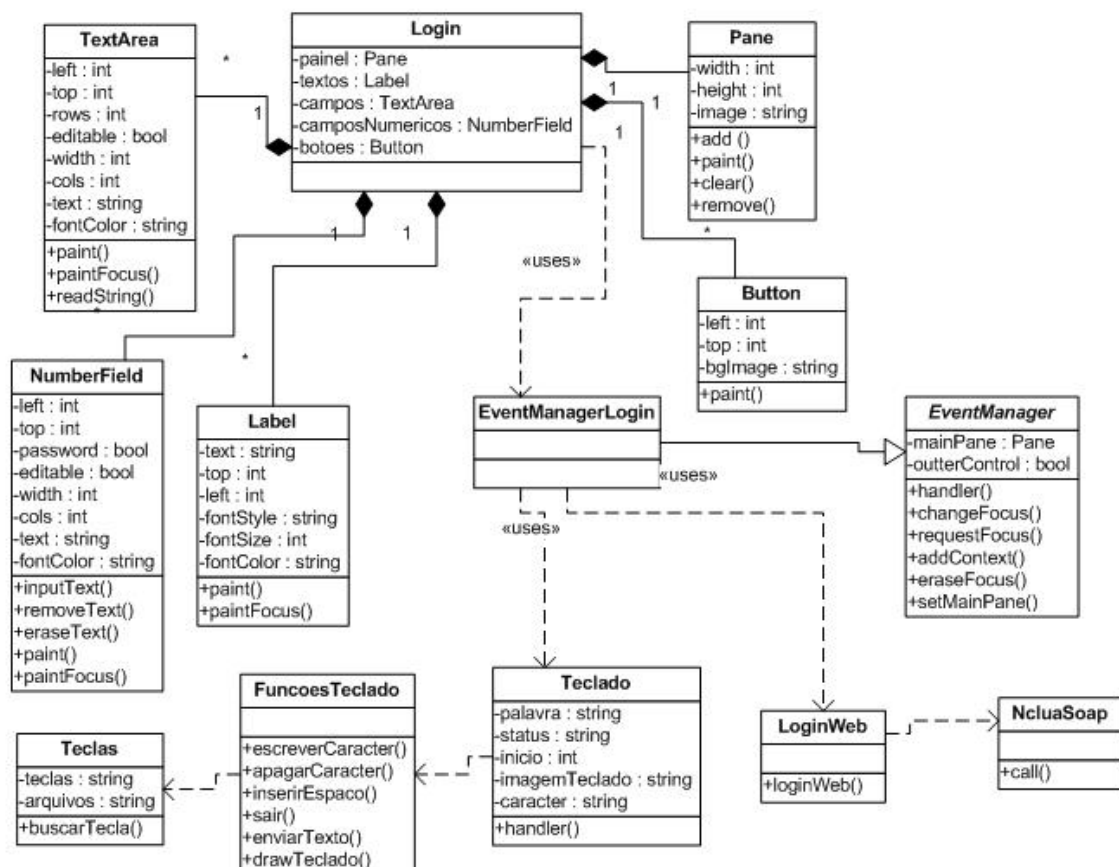 TextArea
-left : int
-top : int
-rows : int
-editable : bool
-width : int
-cols : int
-text : string
-fontColor : string
+paint()
+paintFocus()
+readString()
*
1
*
Login
-painel : Pane
-textos : Label
-campos : TextArea
-camposNumericos : NumberField
-botoes : Button
1
1
1
1
1
*
*
«uses»
Pane
-width : int
-height : int
-image : string
+add ()
+paint()
+clear()
+remove()
Button
-left : int
-top : int
-bgImage : string
+paint()
NumberField
-left : int
-top : int
-password : bool
-editable : bool
-width : int
-cols : int
-text : string
-fontColor : string
+inputText()
+removeText()
+eraseText()
+paint()
+paintFocus()
Label
-text : string
-top : int
-left : int
-fontStyle : string
-fontSize : int
-fontColor : string
+paint()
+paintFocus()
EventManagerLogin
«uses»
«uses»
EventManager
-mainPane : Pane
-outterControl : bool
+handler()
+changeFocus()
+requestFocus()
+addContext()
+eraseFocus()
+setMainPane()
Teclas
-teclas : string
-arquivos : string
+buscarTecla()
FuncoesTeclado
+escreverCaracter()
+apagarCaracter()
+inserirEspaco()
+sair()
+enviarTexto()
+drawTeclado()
Teclado
-palavra : string
-status : string
-inicio : int
-imagemTeclado : string
-caracter : string
+handler()
LoginWeb
+loginWeb()
NcluaSoap
+call()